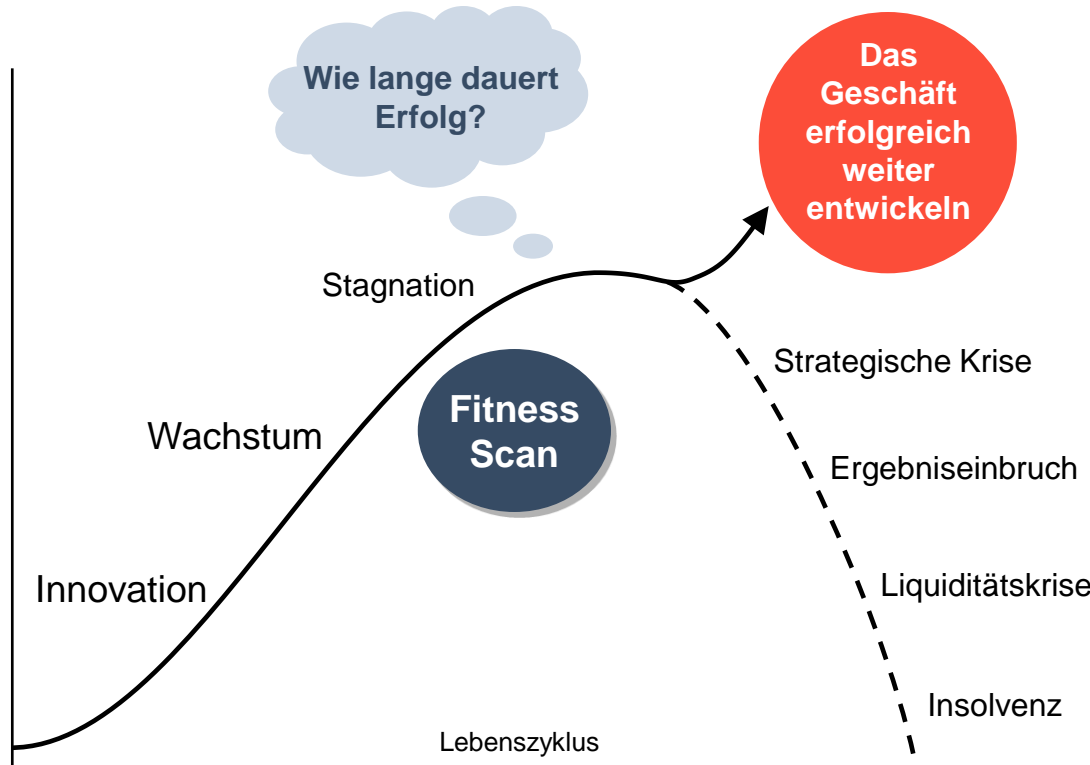 Wie lange dauert
Erfolg?
Das
Geschäft
erfolgreich
weiter
entwickeln
Stagnation
Strategische Krise
Wachstum
Fitness
Scan
Ergebniseinbruch
Innovation
Liquiditätskrise
Insolvenz
Lebenszyklus